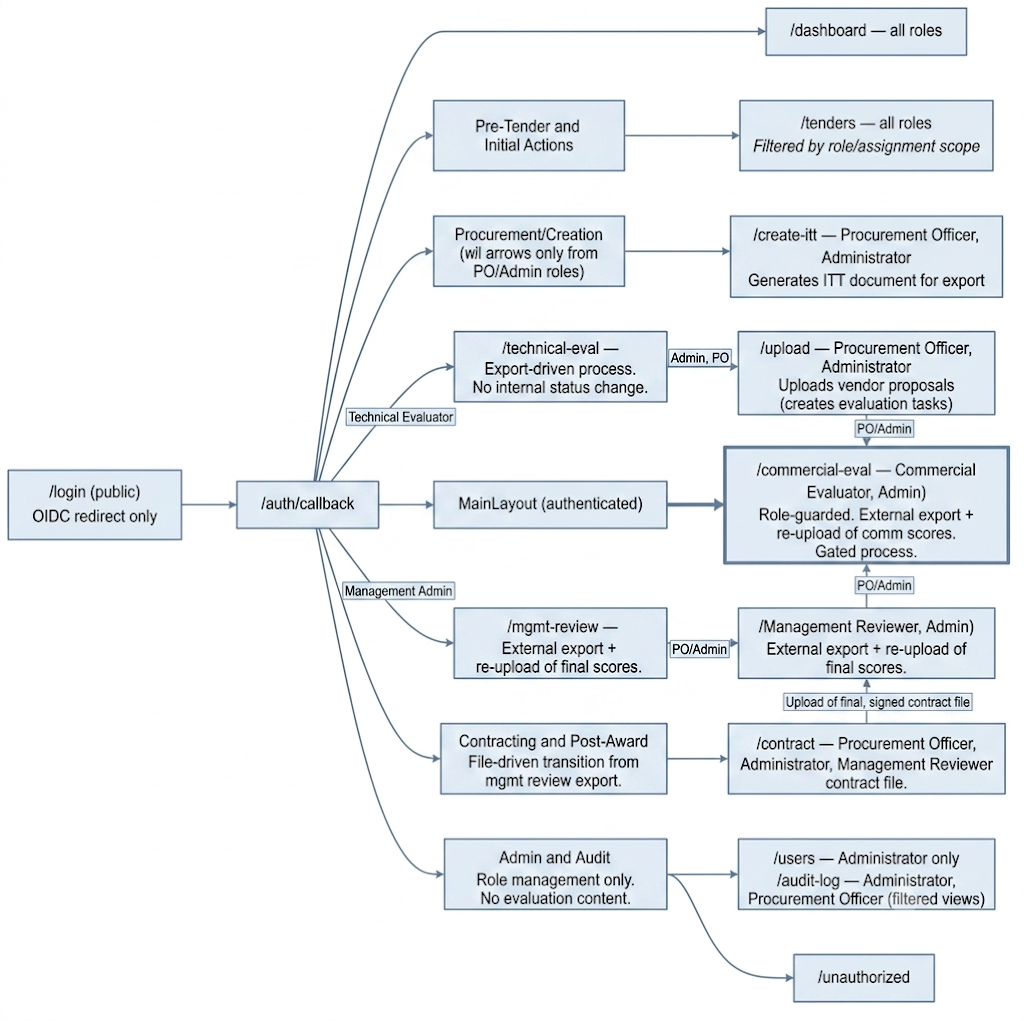 /dashboard — all roles
Pre-Tender and
Initial Actions
/tenders — all roles
Filtered by role/assignment scope
Procurement/Creation
(wil arrows only from
PO/Admin roles)
/create-itt — Procurement Officer,
Administrator
Generates ITT document for export
/technical-eval —
Export-driven process.
No internal status change.
Admin, PO
/upload — Procurement Officer,
Administrator
Uploads vendor proposals
(creates evaluation tasks)
Technical Evaluator
PO/Admin
/login (public)
OIDC redirect only
/auth/callback
MainLayout (authenticated)
/commercial-eval — Commercial
Evaluator, Admin)
Role-guarded. External export +
re-upload of comm scores.
Gated process.
Management Admin
PO/Admin
/mgmt-review —
External export +
re-upload of final scores.
PO/Admin
/Management Reviewer, Admin)
External export + re-upload of
final scores.
Upload of final, signed contract file
Contracting and Post-Award
File-driven transition from
mgmt review export.
/contract — Procurement Officer,
Administrator, Management Reviewer
contract file.
Admin and Audit
Role management only.
No evaluation content.
/users — Administrator only
/audit-log — Administrator,
Procurement Officer (filtered views)
/unauthorized